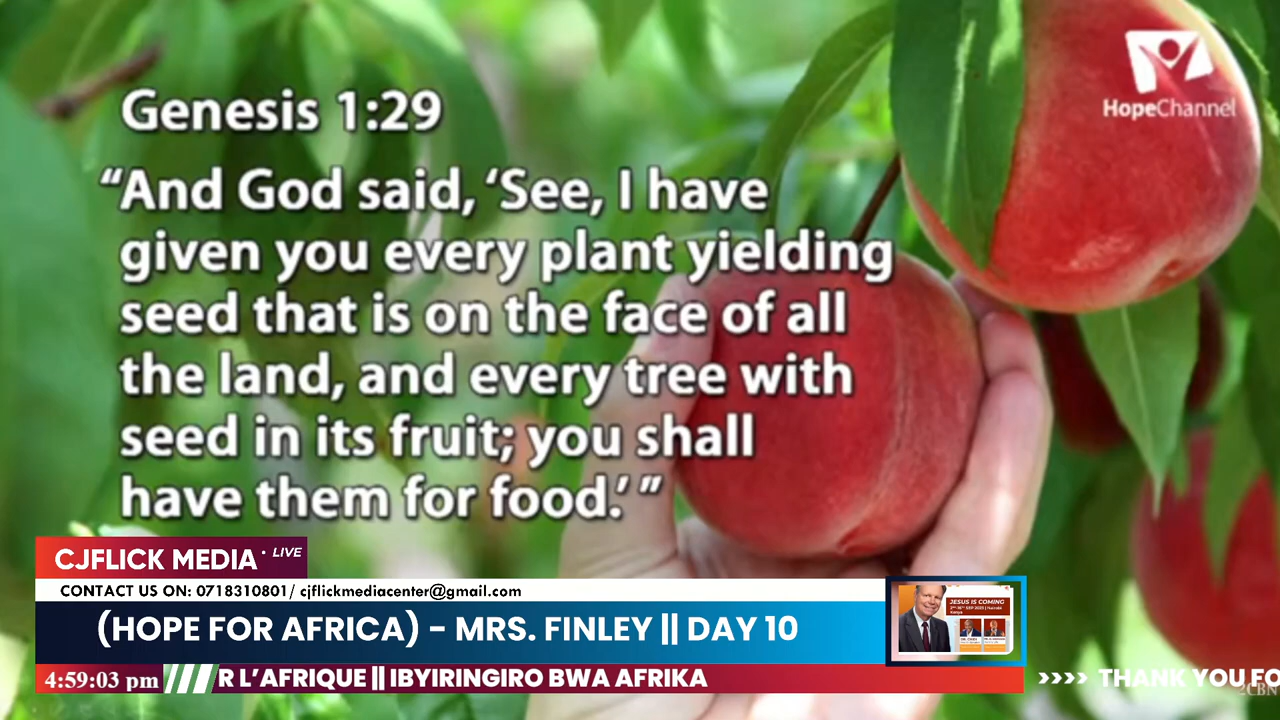 Genesis 1:29
“And God said, ‘See, I have
given you every plant yielding
seed that is on the face of all
the land, and every tree with
seed in its fruit; you shall
have them for food.’ ”
HopeChannel
CJFLICK MEDIA • LIVE
CONTACT US ON: 0718310801/ cjflickmediacenter@gmail.com
(HOPE FOR AFRICA) - MRS. FINLEY || DAY 10
JESUS IS COMING
4:59:03 pm
R L’AFRIQUE || IBYIRINGIRO BWA AFRIKA
>>>> THANK YOU FO